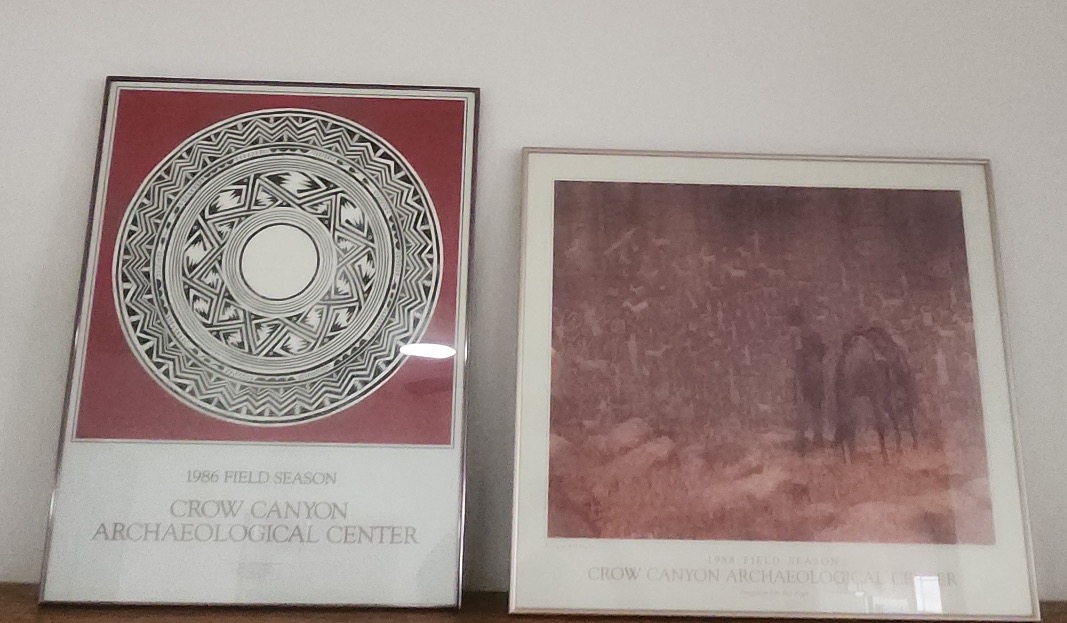 1986 FIELD SEASON
CROW CANYON
ARCHAEOLOGICAL CENTER
FIELD SEASON
CROW CANYON ARCHAEOLOGICAL CENTER